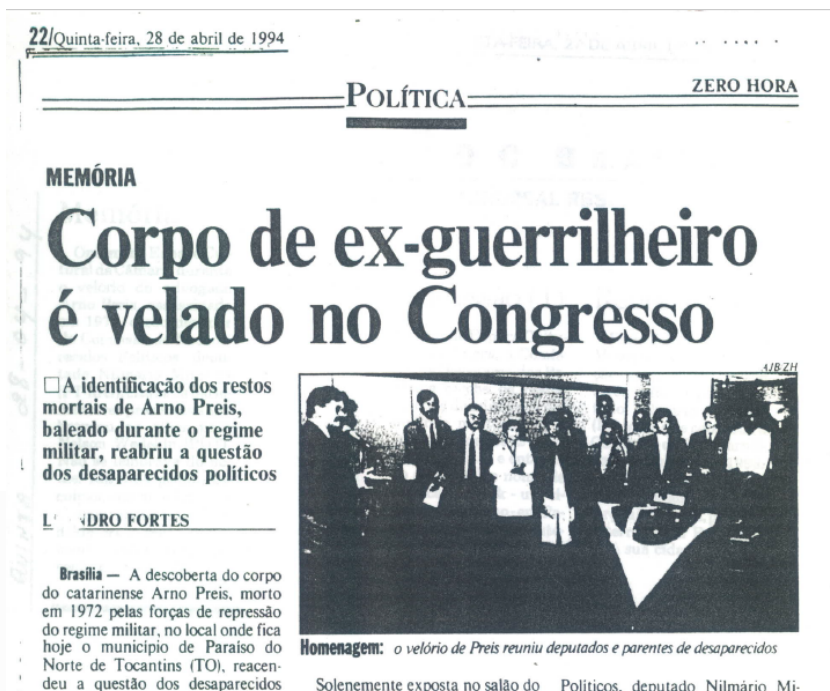 22/Quinta-feira, 28 de abril de 1994
POLÍTICA
ZERO HORA
MEMÓRIA
Corpo de ex-guerrilheiro
é velado no Congresso
AJB/ZH
□A identificação dos restos
mortais de Arno Preis,
baleado durante o regime
militar, reabriu a questão
dos desaparecidos políticos
FORTES
Brasília — A descoberta do corpo
do catarinense Arno Preis, morto
em 1972 pelas forças de repressão
do regime militar, no local onde fica
hoje o município de Paraíso do
Norte de Tocantins (TO), reacen-
deu a questão dos desaparecidos
Homenagem: o velório de Preis reuniu deputados e parentes de desaparecidos
Solenemente exposta no salão do
Políticos, deputado Nilmário Mi-